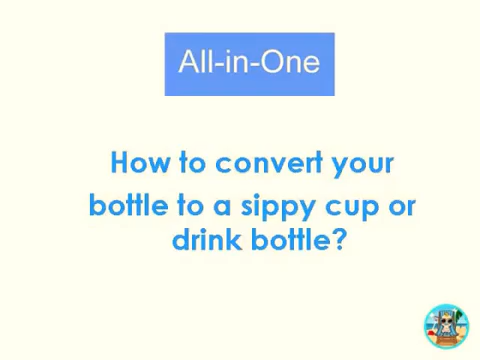 All-in-One
How to convert your
bottle to a sippy cup or
drink bottle?